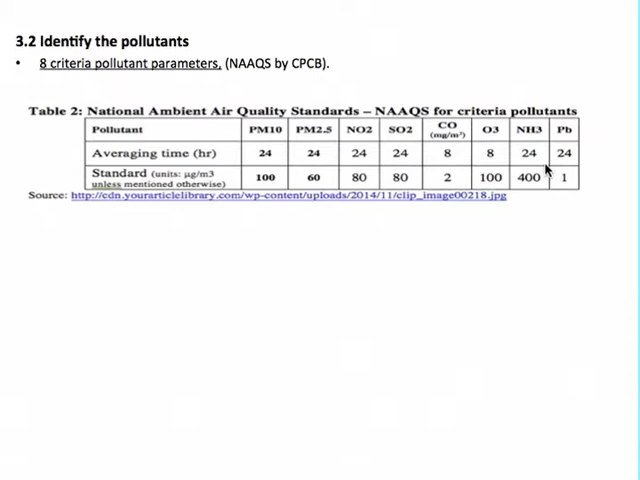 3.2 Identify the pollutants
• 8 criteria pollutant parameters, (NAAQS by CPCB).
Table 2: National Ambient Air Quality Standards – NAAQS for criteria pollutants
Pollutant PM10 PM2.5 NO2 SO2 CO (mg/m³) O3 NH3 Pb
Averaging time (hr) 24 24 24 24 8 8 24 24
Standard (units: µg/m3 unless mentioned otherwise) 100 60 80 80 2 100 400 1
Source: http://cdn.yourarticlelibrary.com/wp-content/uploads/2014/11/clip_image00218.jpg